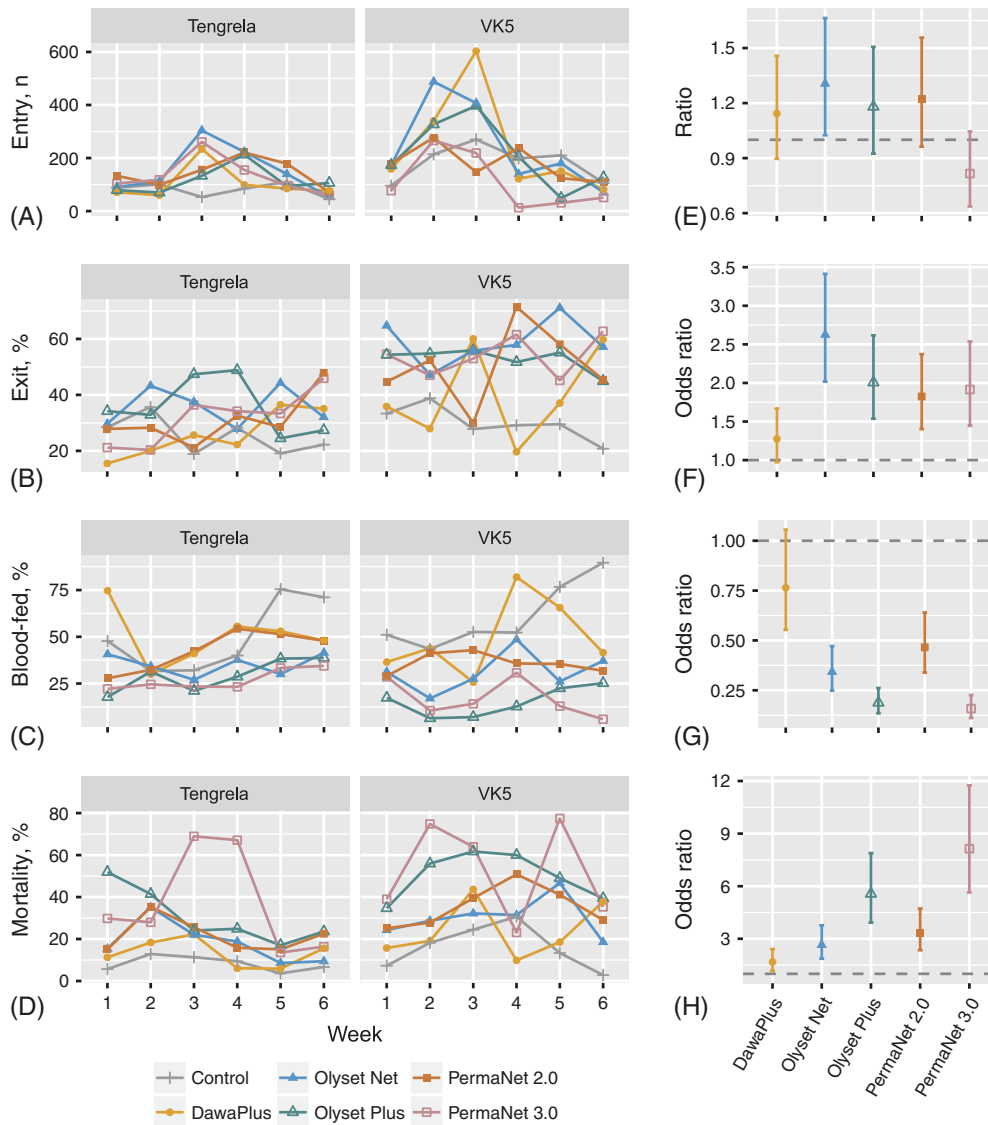 Tengrela VK5
Entry, n
600
400
200
0
(A)
Ratio
1.5
1.2
0.9
0.6
(E)
Tengrela VK5
Exit, %
60
40
20
(B)
Odds ratio
3.5
3.0
2.5
2.0
1.5
1.0
(F)
Tengrela VK5
Blood-fed, %
75
50
25
(C)
Odds ratio
1.00
0.75
0.50
0.25
(G)
Tengrela VK5
Mortality, %
80
60
40
20
0
(D)
1 2 3 4 5 6 1 2 3 4 5 6
Week
Odds ratio
12
9
6
3
(H)
DawaPlus
Olyset Net
Olyset Plus
PermaNet 2.0
PermaNet 3.0
Control Olyset Net PermaNet 2.0
DawaPlus Olyset Plus PermaNet 3.0